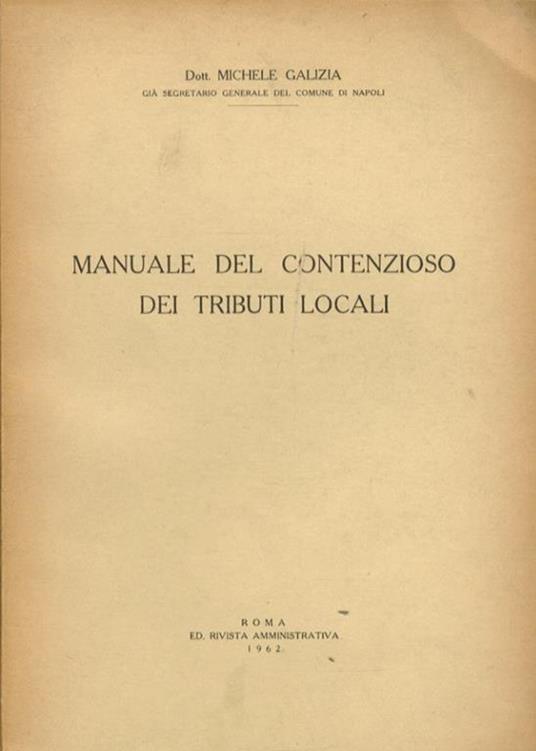 Dott. MICHELE GALIZIA
GIÀ SEGRETARIO GENERALE DEL COMUNE DI NAPOLI
MANUALE DEL CONTENZIOSO
DEI TRIBUTI LOCALI
ROMA
ED. RIVISTA AMMINISTRATIVA
1962